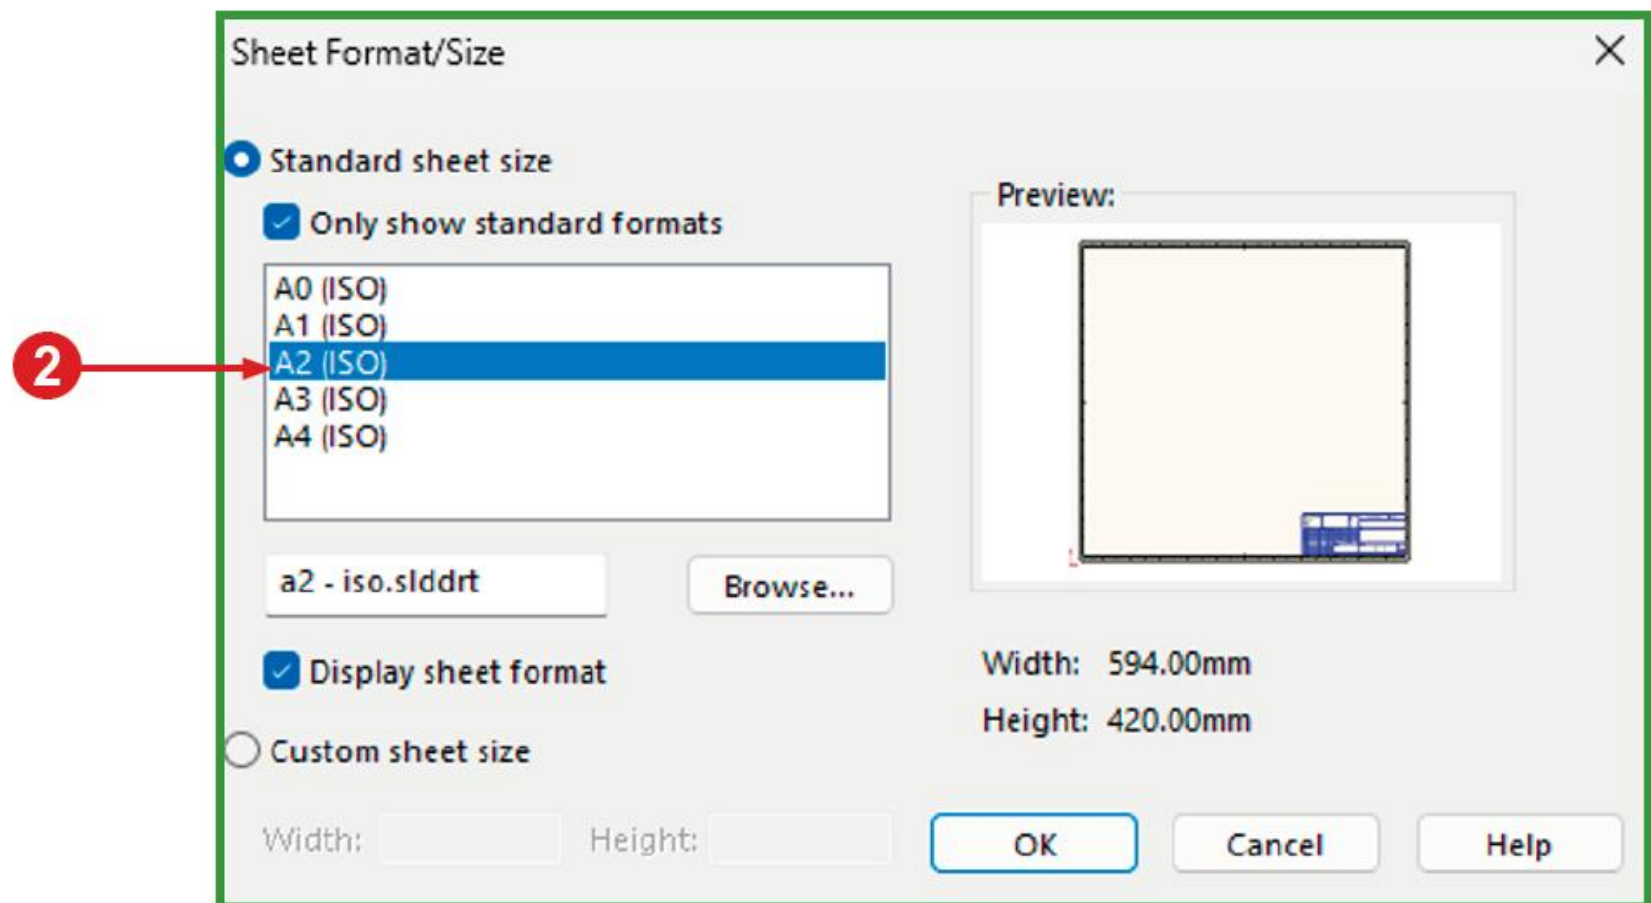 Sheet Format/Size
Standard sheet size
Only show standard formats
A0 (ISO)
A1 (ISO)
2
A2 (ISO)
A3 (ISO)
A4 (ISO)
a2 - iso.slddrt
Browse...
Display sheet format
Custom sheet size
Width:
Height:
Preview:
Width: 594.00mm
Height: 420.00mm
OK
Cancel
Help